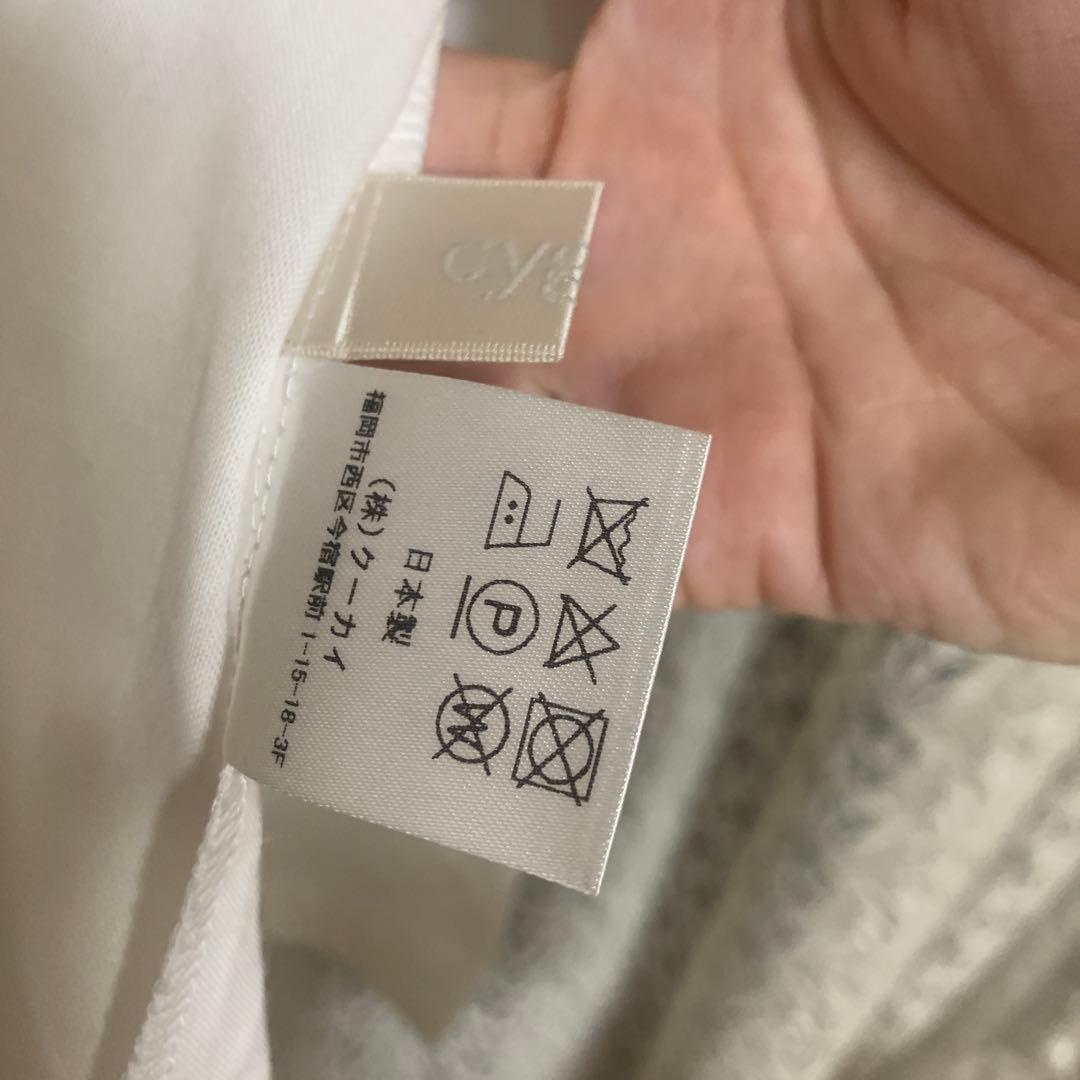 cyg
P
W
日本製
(株)クーカイ
福岡市西区今宿駅前 1-15-18-3F